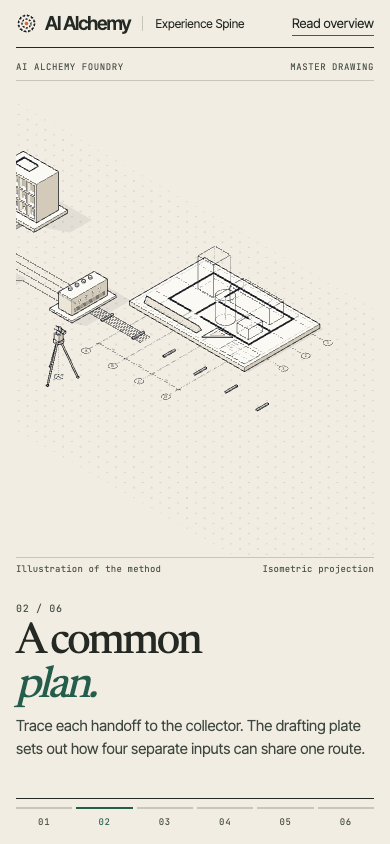 AI Alchemy
Experience Spine
Read overview
AI ALCHEMY FOUNDRY
MASTER DRAWING
Illustration of the method
Isometric projection
02 / 06
A common
plan.
Trace each handoff to the collector. The drafting plate
sets out how four separate inputs can share one route.
01
02
03
04
05
06